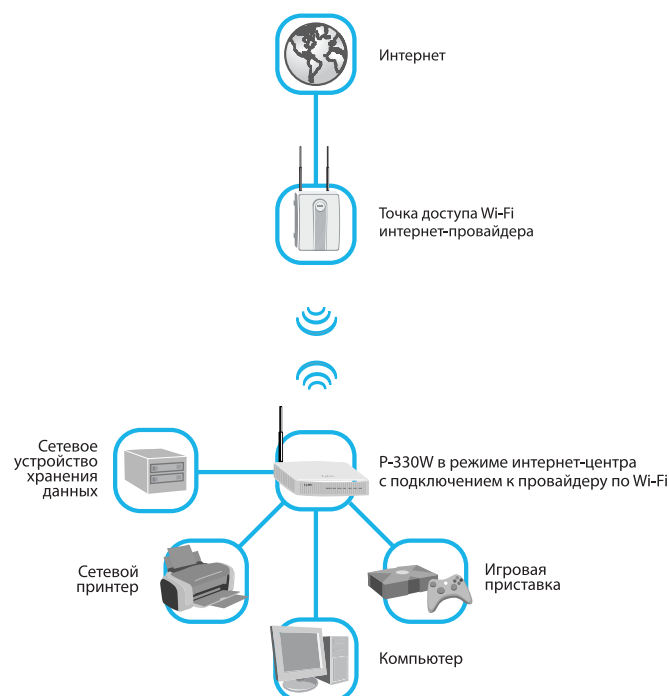 Интернет
Точка доступа Wi-Fi
интернет-провайдера
Сетевое
устройство
хранения
данных
P-330W в режиме интернет-центра
с подключением к провайдеру по Wi-Fi
Сетевой
принтер
Игровая
приставка
Компьютер